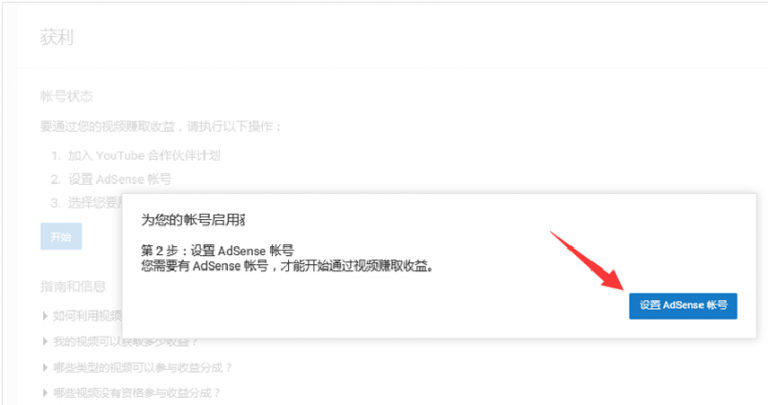 获利
帐号状态
要通过您的视频赚取收益，请执行以下操作：
1. 加入 YouTube 合作伙伴计划
2. 设置 AdSense 帐号
3. 选择您要
开始
为您的帐号启用
第 2 步：设置 AdSense 帐号
您需要有 AdSense 帐号，才能开始通过视频赚取收益。
设置 AdSense 帐号
指南和信息
如何利用视频
我的视频可以获取多少收益？
哪些类型的视频可以参与收益分成？
哪些视频没有资格参与收益分成？